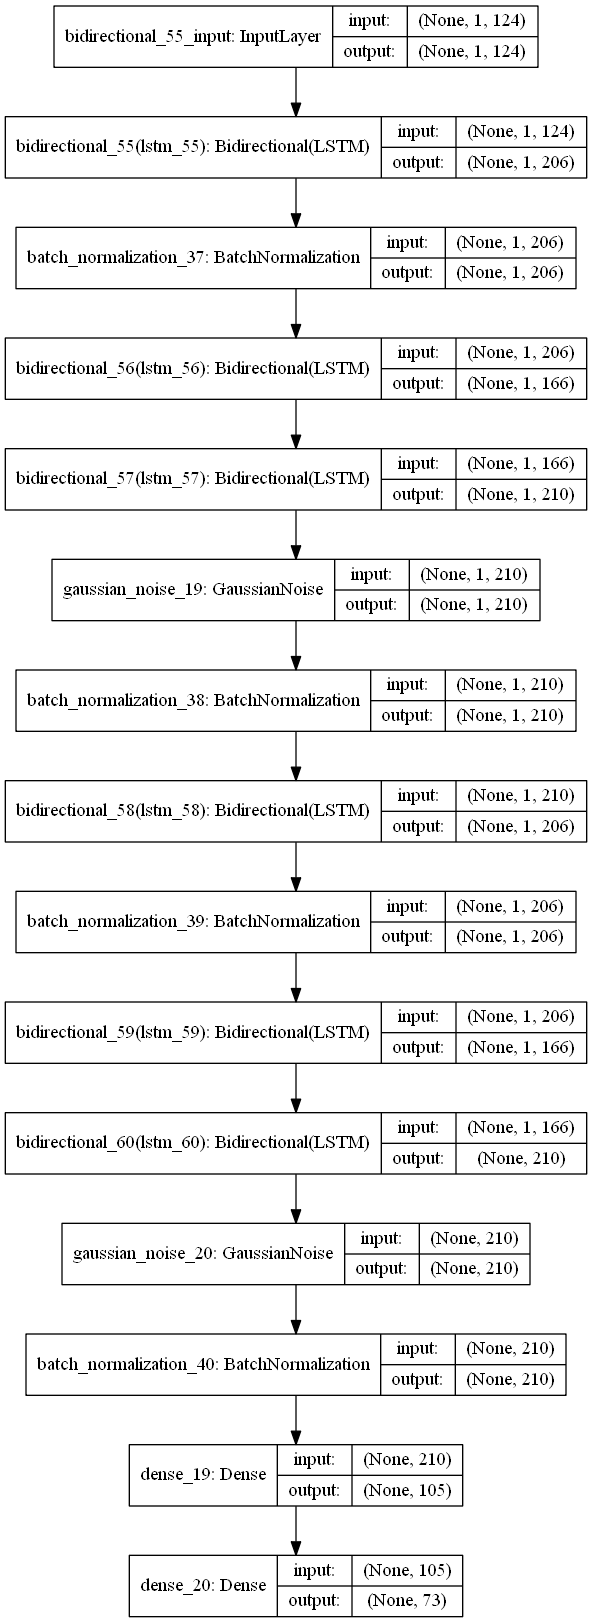 bidirectional_55_input: InputLayer
input: (None, 1, 124)
output: (None, 1, 124)
bidirectional_55(lstm_55): Bidirectional(LSTM)
input: (None, 1, 124)
output: (None, 1, 206)
batch_normalization_37: BatchNormalization
input: (None, 1, 206)
output: (None, 1, 206)
bidirectional_56(lstm_56): Bidirectional(LSTM)
input: (None, 1, 206)
output: (None, 1, 166)
bidirectional_57(lstm_57): Bidirectional(LSTM)
input: (None, 1, 166)
output: (None, 1, 210)
gaussian_noise_19: GaussianNoise
input: (None, 1, 210)
output: (None, 1, 210)
batch_normalization_38: BatchNormalization
input: (None, 1, 210)
output: (None, 1, 210)
bidirectional_58(lstm_58): Bidirectional(LSTM)
input: (None, 1, 210)
output: (None, 1, 206)
batch_normalization_39: BatchNormalization
input: (None, 1, 206)
output: (None, 1, 206)
bidirectional_59(lstm_59): Bidirectional(LSTM)
input: (None, 1, 206)
output: (None, 1, 166)
bidirectional_60(lstm_60): Bidirectional(LSTM)
input: (None, 1, 166)
output: (None, 210)
gaussian_noise_20: GaussianNoise
input: (None, 210)
output: (None, 210)
batch_normalization_40: BatchNormalization
input: (None, 210)
output: (None, 210)
dense_19: Dense
input: (None, 210)
output: (None, 105)
dense_20: Dense
input: (None, 105)
output: (None, 73)